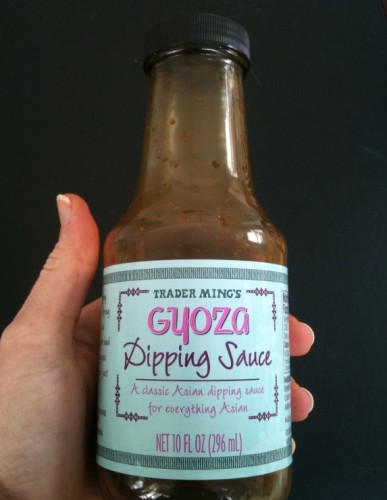 TRADER MING'S
GYOZA
Dipping Sauce
A classic Asian dipping sauce
for everything Asian
NET 10 FL OZ (296 mL)